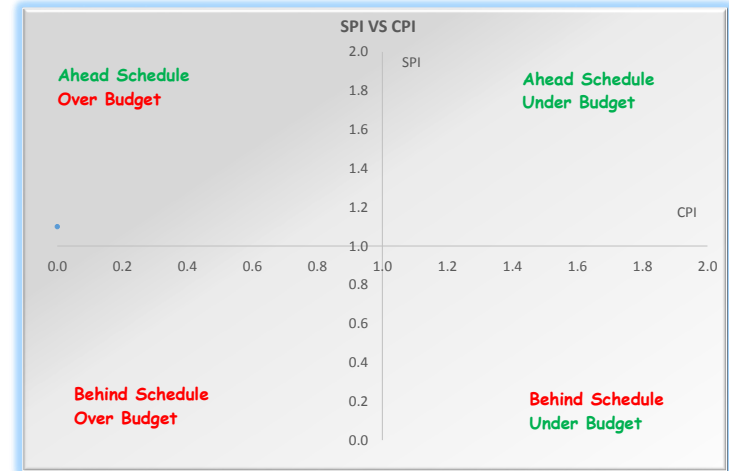 SPI VS CPI
2.0
SPI
Ahead Schedule
Over Budget
Ahead Schedule
Under Budget
1.8
1.6
1.4
1.2
CPI
1.0
0.0 0.2 0.4 0.6 0.8 1.0 1.2 1.4 1.6 1.8 2.0
0.8
0.6
0.4
Behind Schedule
Over Budget
0.2
Behind Schedule
Under Budget
0.0